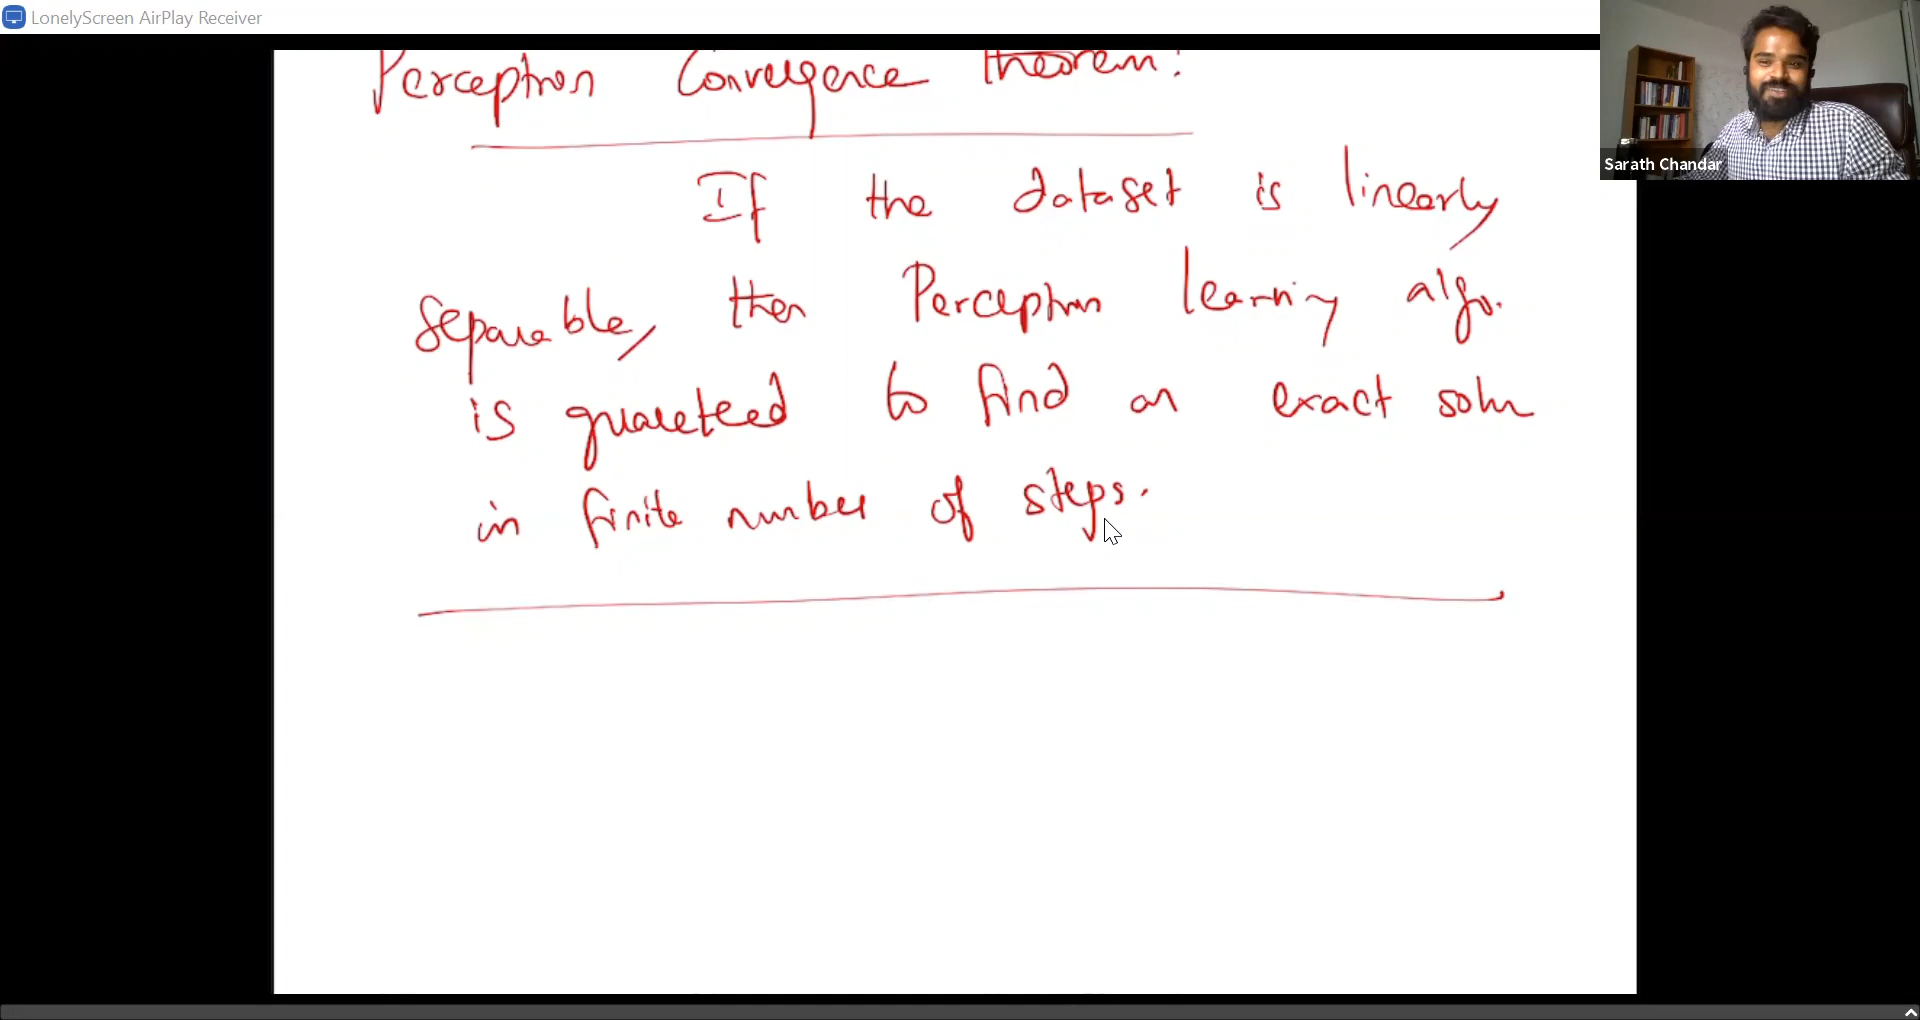 LonelyScreen AirPlay Receiver
Perceptron Convergence theorem:
Sarath Chandar
If the dataset is linearly
separable, then Perceptron learning algo.
is guareteed to find an exact soln
in finite number of steps.